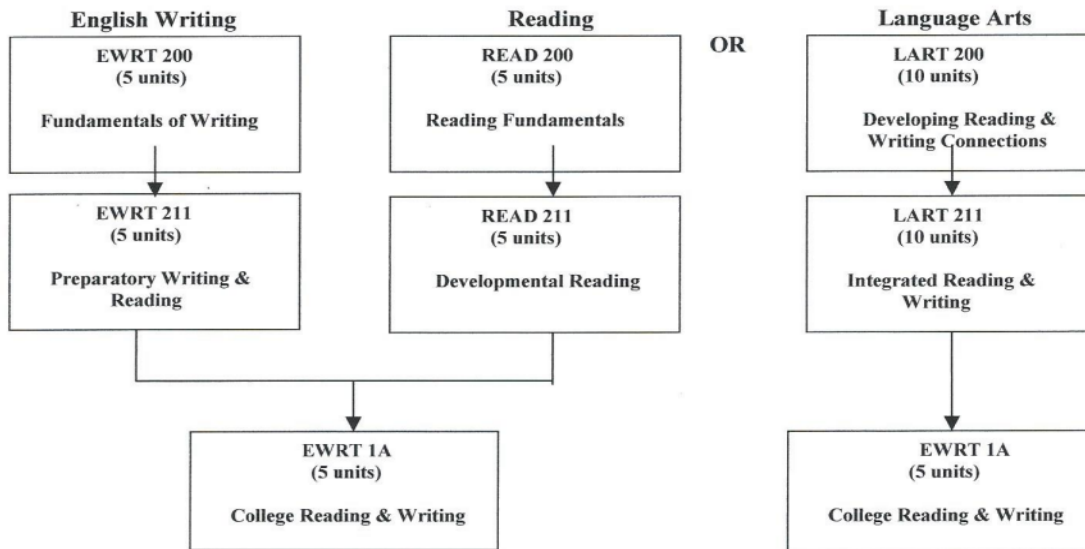 English Writing
EWRT 200
(5 units)
Fundamentals of Writing
EWRT 211
(5 units)
Preparatory Writing &
Reading
Reading
READ 200
(5 units)
Reading Fundamentals
READ 211
(5 units)
Developmental Reading
EWRT 1A
(5 units)
College Reading & Writing
OR
Language Arts
LART 200
(10 units)
Developing Reading &
Writing Connections
LART 211
(10 units)
Integrated Reading &
Writing
EWRT 1A
(5 units)
College Reading & Writing